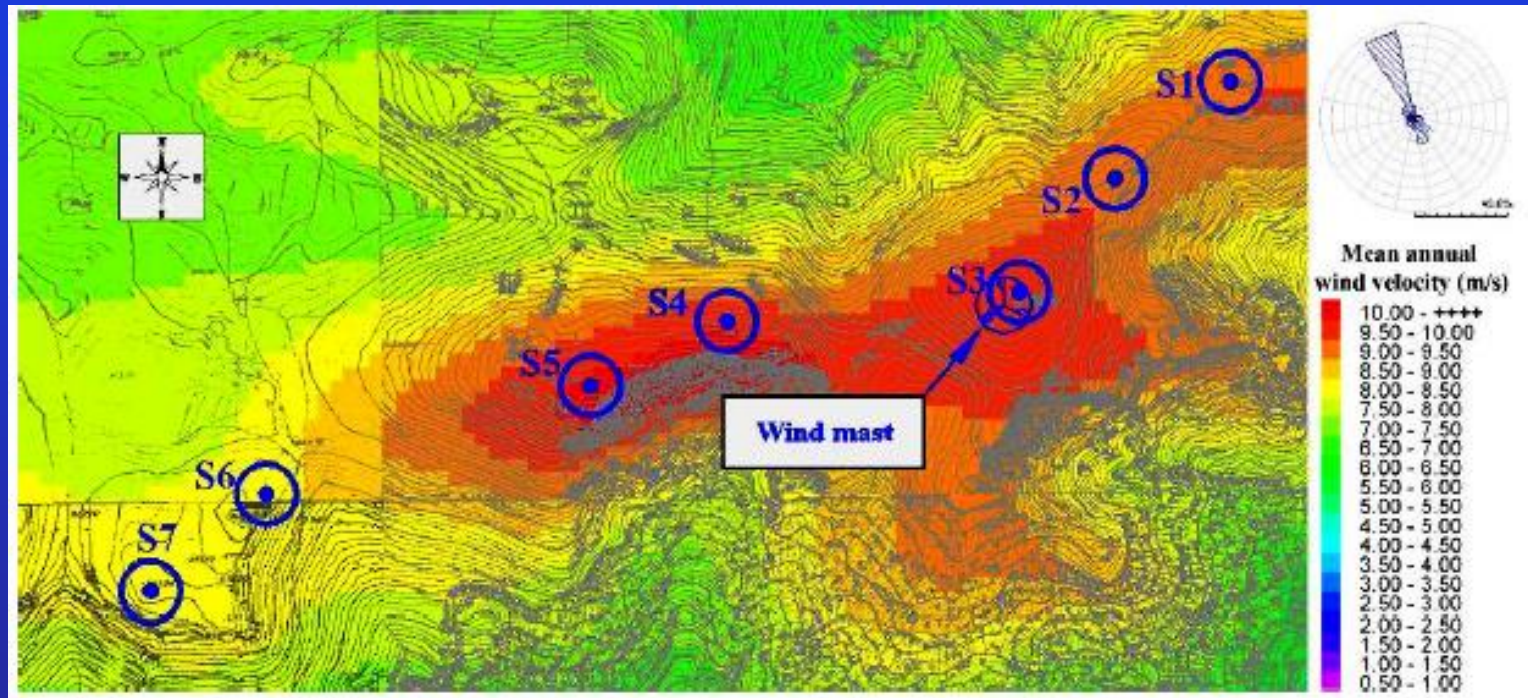 S1
S2
S3
S4
S5
S6
S7
Wind mast
Mean annual
wind velocity (m/s)
10.00 - ++++
9.50 - 10.00
9.00 - 9.50
8.50 - 9.00
8.00 - 8.50
7.50 - 8.00
7.00 - 7.50
6.50 - 7.00
6.00 - 6.50
5.50 - 6.00
5.00 - 5.50
4.50 - 5.00
4.00 - 4.50
3.50 - 4.00
3.00 - 3.50
2.50 - 3.00
2.00 - 2.50
1.50 - 2.00
1.00 - 1.50
0.50 - 1.00